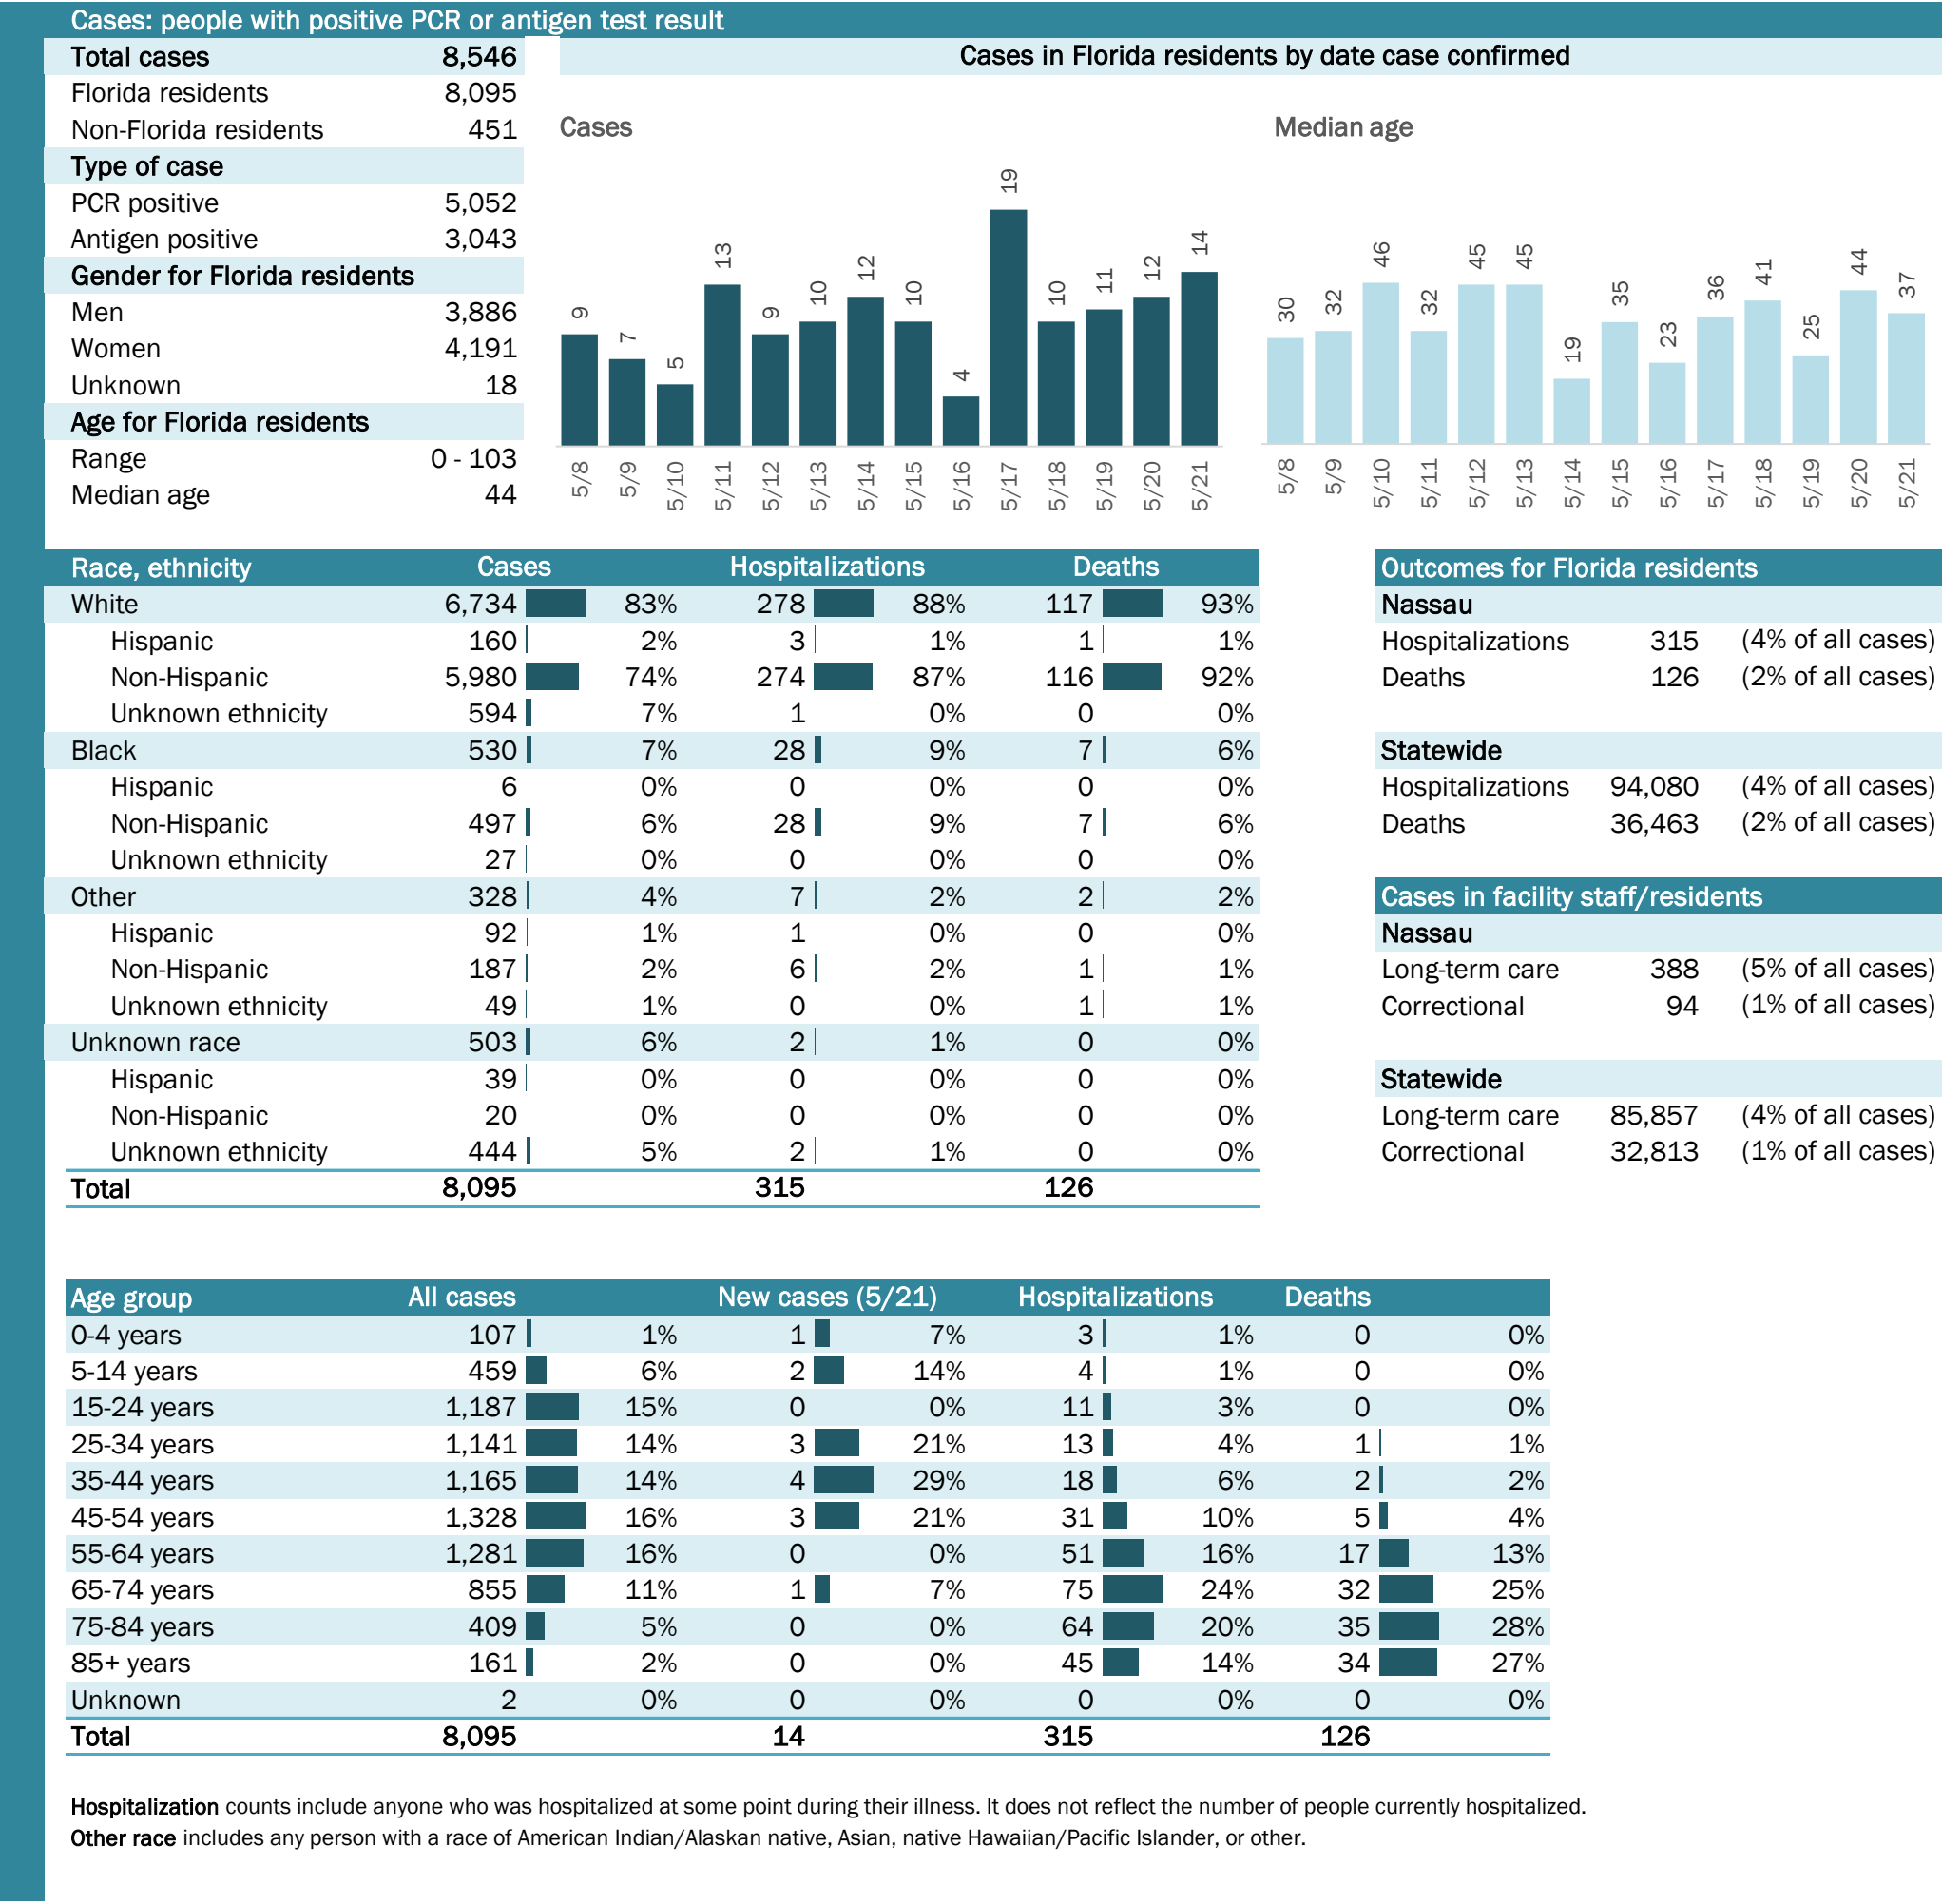 Cases: people with positive PCR or antigen test result
Total cases 8,546
Florida residents 8,095
Non-Florida residents 451
Type of case
PCR positive 5,052
Antigen positive 3,043
Gender for Florida residents
Men 3,886
Women 4,191
Unknown 18
Age for Florida residents
Range 0 - 103
Median age 44
Cases in Florida residents by date case confirmed
Cases
9 7 5 13 9 10 12 10 4 19 10 11 12 14
5/8 5/9 5/10 5/11 5/12 5/13 5/14 5/15 5/16 5/17 5/18 5/19 5/20 5/21
Median age
30 32 46 32 45 45 19 35 23 36 41 25 44 37
5/8 5/9 5/10 5/11 5/12 5/13 5/14 5/15 5/16 5/17 5/18 5/19 5/20 5/21
Race, ethnicity Cases Hospitalizations Deaths
White 6,734 83% 278 88% 117 93%
Hispanic 160 2% 3 1% 1 1%
Non-Hispanic 5,980 74% 274 87% 116 92%
Unknown ethnicity 594 7% 1 0% 0 0%
Black 530 7% 28 9% 7 6%
Hispanic 6 0% 0 0% 0 0%
Non-Hispanic 497 6% 28 9% 7 6%
Unknown ethnicity 27 0% 0 0% 0 0%
Other 328 4% 7 2% 2 2%
Hispanic 92 1% 1 0% 0 0%
Non-Hispanic 187 2% 6 2% 1 1%
Unknown ethnicity 49 1% 0 0% 1 1%
Unknown race 503 6% 2 1% 0 0%
Hispanic 39 0% 0 0% 0 0%
Non-Hispanic 20 0% 0 0% 0 0%
Unknown ethnicity 444 5% 2 1% 0 0%
Total 8,095 315 126
Outcomes for Florida residents
Nassau
Hospitalizations 315 (4% of all cases)
Deaths 126 (2% of all cases)
Statewide
Hospitalizations 94,080 (4% of all cases)
Deaths 36,463 (2% of all cases)
Cases in facility staff/residents
Nassau
Long-term care 388 (5% of all cases)
Correctional 94 (1% of all cases)
Statewide
Long-term care 85,857 (4% of all cases)
Correctional 32,813 (1% of all cases)
Age group All cases New cases (5/21) Hospitalizations Deaths
0-4 years 107 1% 1 7% 3 1% 0 0%
5-14 years 459 6% 2 14% 4 1% 0 0%
15-24 years 1,187 15% 0 0% 11 3% 0 0%
25-34 years 1,141 14% 3 21% 13 4% 1 1%
35-44 years 1,165 14% 4 29% 18 6% 2 2%
45-54 years 1,328 16% 3 21% 31 10% 5 4%
55-64 years 1,281 16% 0 0% 51 16% 17 13%
65-74 years 855 11% 1 7% 75 24% 32 25%
75-84 years 409 5% 0 0% 64 20% 35 28%
85+ years 161 2% 0 0% 45 14% 34 27%
Unknown 2 0% 0 0% 0 0% 0 0%
Total 8,095 14 315 126
Hospitalization counts include anyone who was hospitalized at some point during their illness. It does not reflect the number of people currently hospitalized.
Other race includes any person with a race of American Indian/Alaskan native, Asian, native Hawaiian/Pacific Islander, or other.